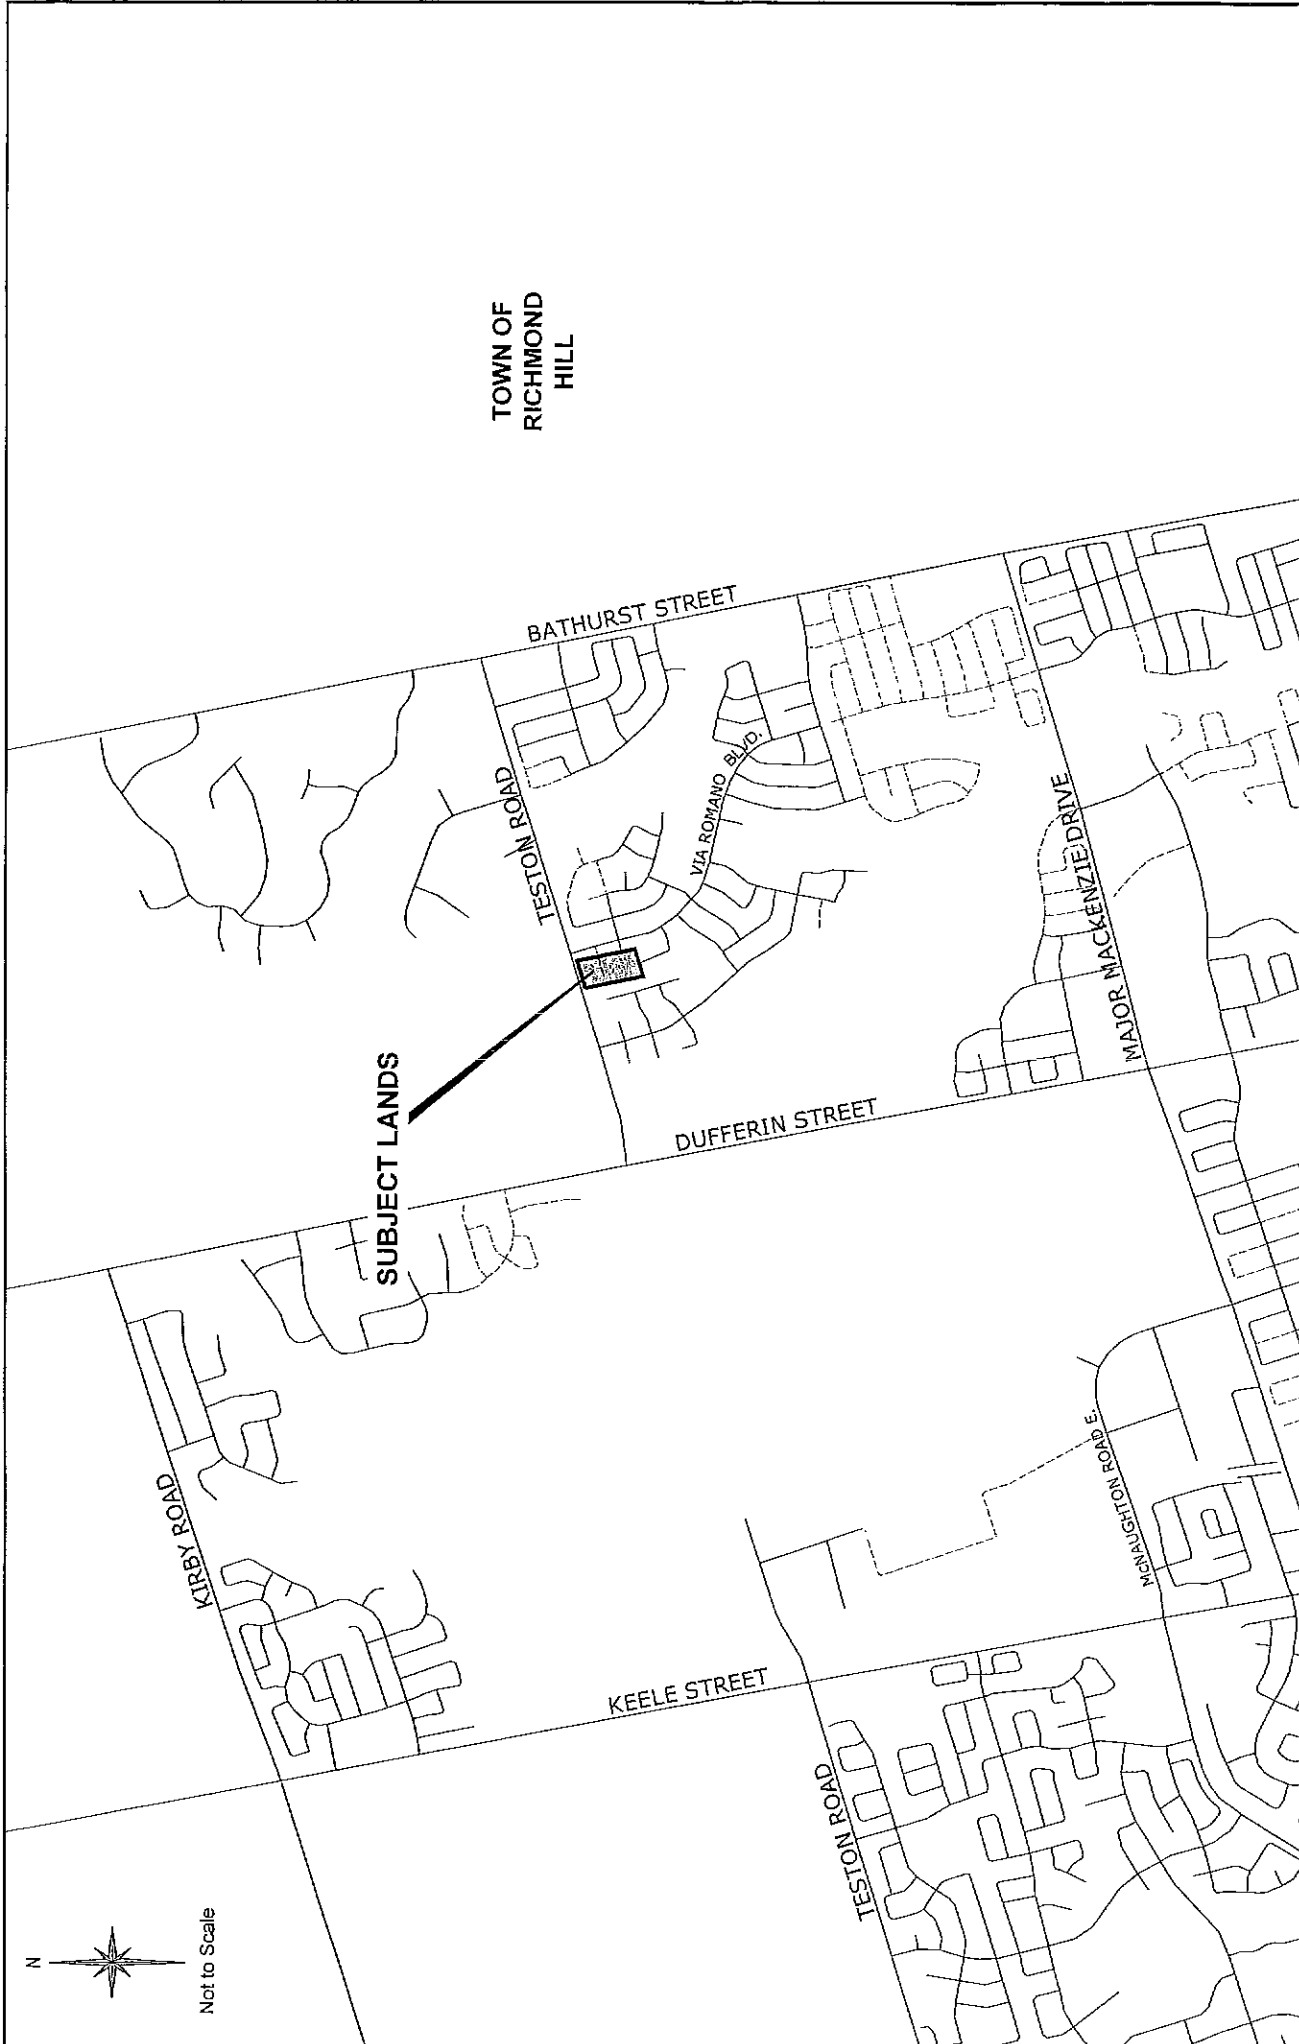 N
Not to Scale
KIRBY ROAD
SUBJECT LANDS
TOWN OF
RICHMOND
HILL
BATHURST STREET
TESTON ROAD
VIA ROMANO BLVD.
DUFFERIN STREET
MAJOR MACKENZIE DRIVE
KEELE STREET
MCNAUGHTON ROAD E.
TESTON ROAD